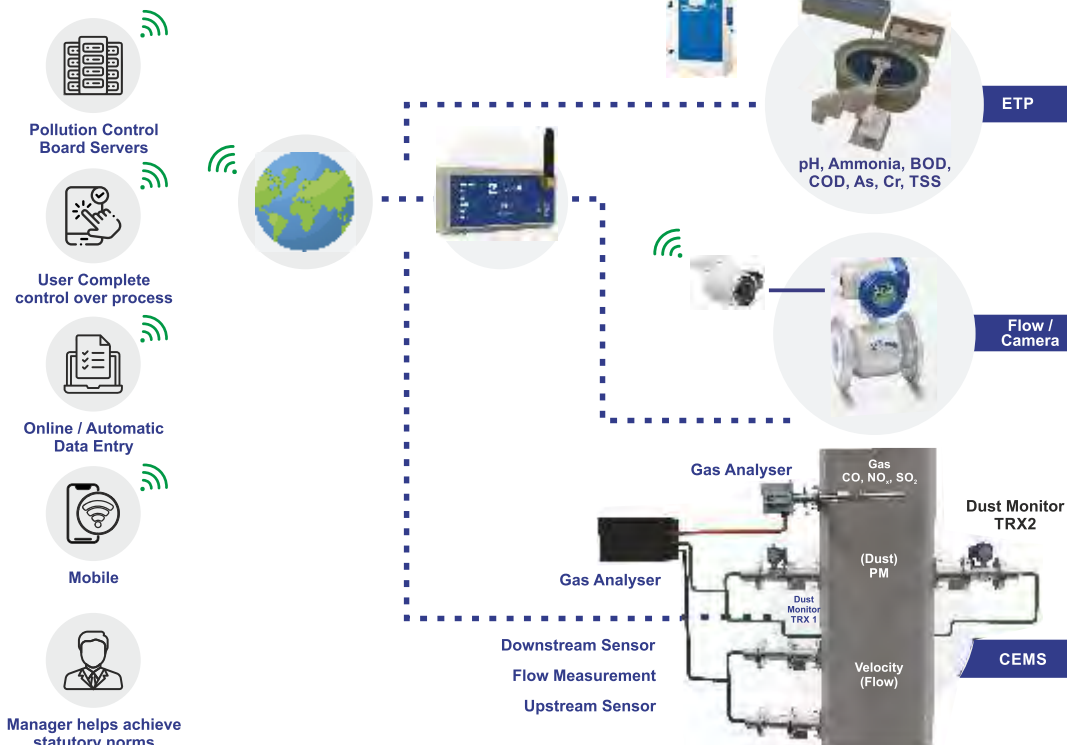 Pollution Control
Board Servers
User Complete
control over process
Online / Automatic
Data Entry
Mobile
Manager helps achieve
statutory norms
pH, Ammonia, BOD,
COD, As, Cr, TSS
ETP
Flow /
Camera
Gas Analyser
Gas
CO, NOₓ, SO₂
Dust Monitor
TRX2
(Dust)
PM
Gas Analyser
Dust
Monitor
TRX 1
Downstream Sensor
Flow Measurement
Upstream Sensor
Velocity
(Flow)
CEMS